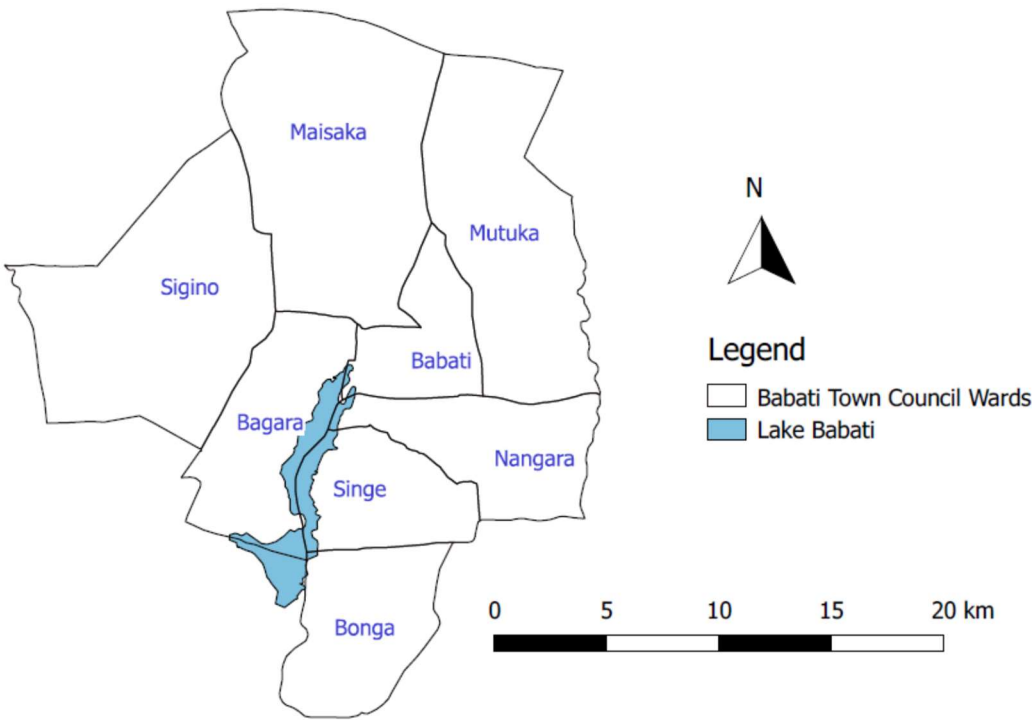 Maisaka
N
Mutuka
Sigino
Legend
Babati
Babati Town Council Wards
Bagara
Lake Babati
Nangara
Singe
0 5 10 15 20 km
Bonga